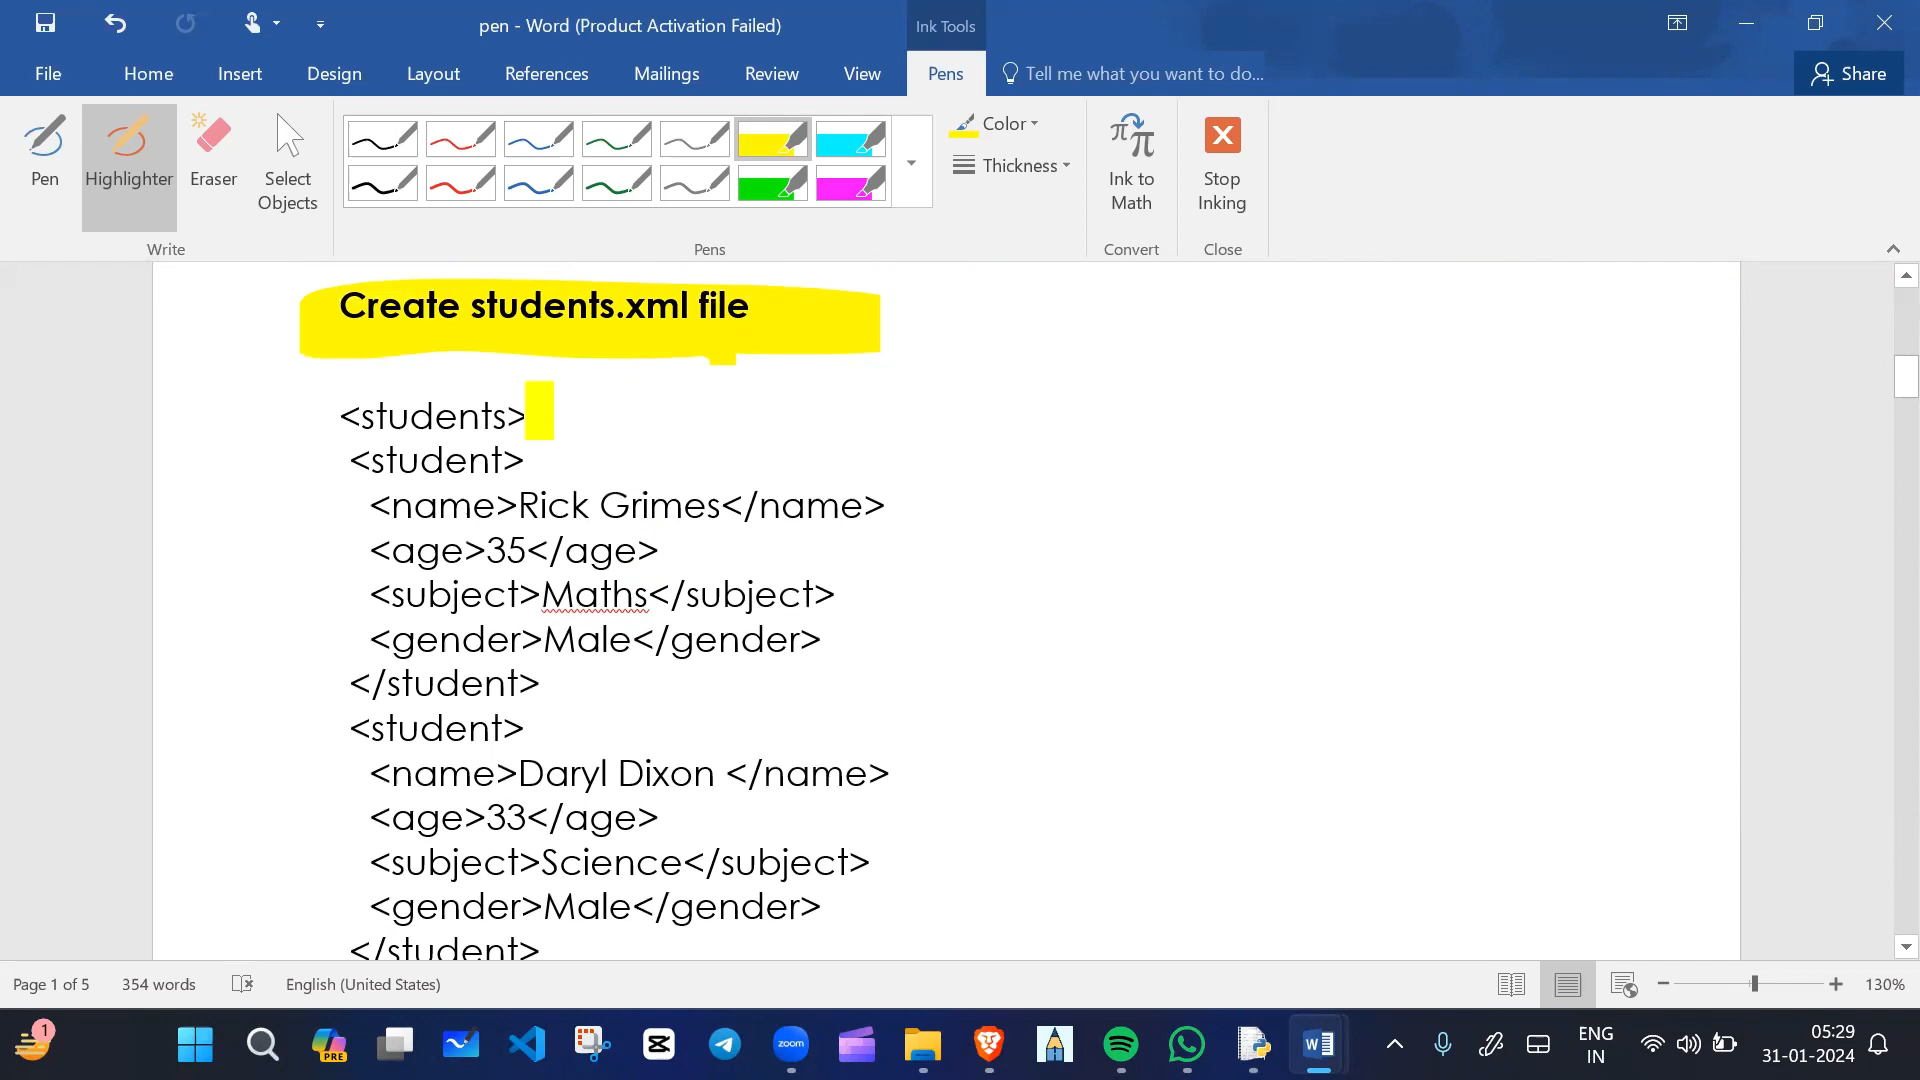 pen - Word (Product Activation Failed)
Ink Tools
File Home Insert Design Layout References Mailings Review View Pens Tell me what you want to do... Share
Pen Highlighter Eraser Select Objects
Color
Thickness
Ink to Math
Stop Inking
Write Pens Convert Close
Create students.xml file
<students>
<student>
<name>Rick Grimes</name>
<age>35</age>
<subject>Maths</subject>
<gender>Male</gender>
</student>
<student>
<name>Daryl Dixon </name>
<age>33</age>
<subject>Science</subject>
<gender>Male</gender>
</student>
Page 1 of 5 354 words English (United States) 130%
1
PRE
zoom
W
ENG
IN
05:29
31-01-2024